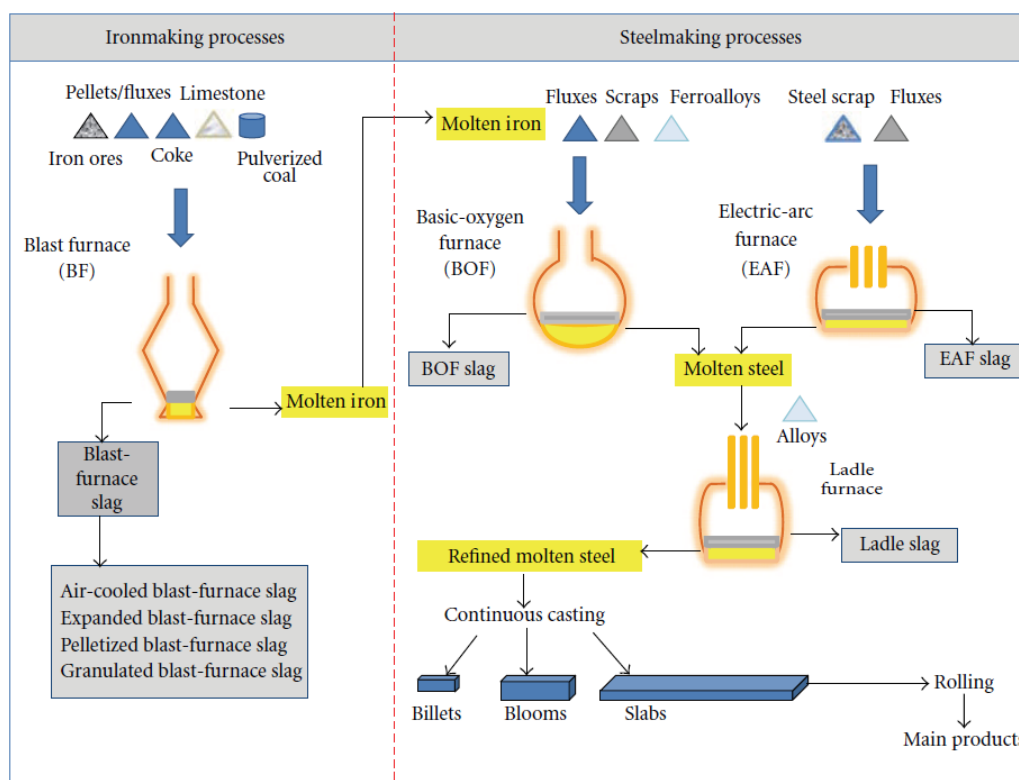 Ironmaking processes
Steelmaking processes
Pellets/fluxes
Limestone
Iron ores
Coke
Pulverized
coal
Blast furnace
(BF)
Molten iron
Blast-
furnace
slag
Air-cooled blast-furnace slag
Expanded blast-furnace slag
Pelletized blast-furnace slag
Granulated blast-furnace slag
Molten iron
Fluxes
Scraps
Ferroalloys
Steel scrap
Fluxes
Basic-oxygen
furnace
(BOF)
Electric-arc
furnace
(EAF)
BOF slag
Molten steel
EAF slag
Alloys
Ladle
furnace
Refined molten steel
Ladle slag
Continuous casting
Billets
Blooms
Slabs
Rolling
Main products